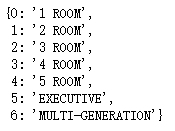 {0: '1 ROOM',
1: '2 ROOM',
2: '3 ROOM',
3: '4 ROOM',
4: '5 ROOM',
5: 'EXECUTIVE',
6: 'MULTI-GENERATION'}